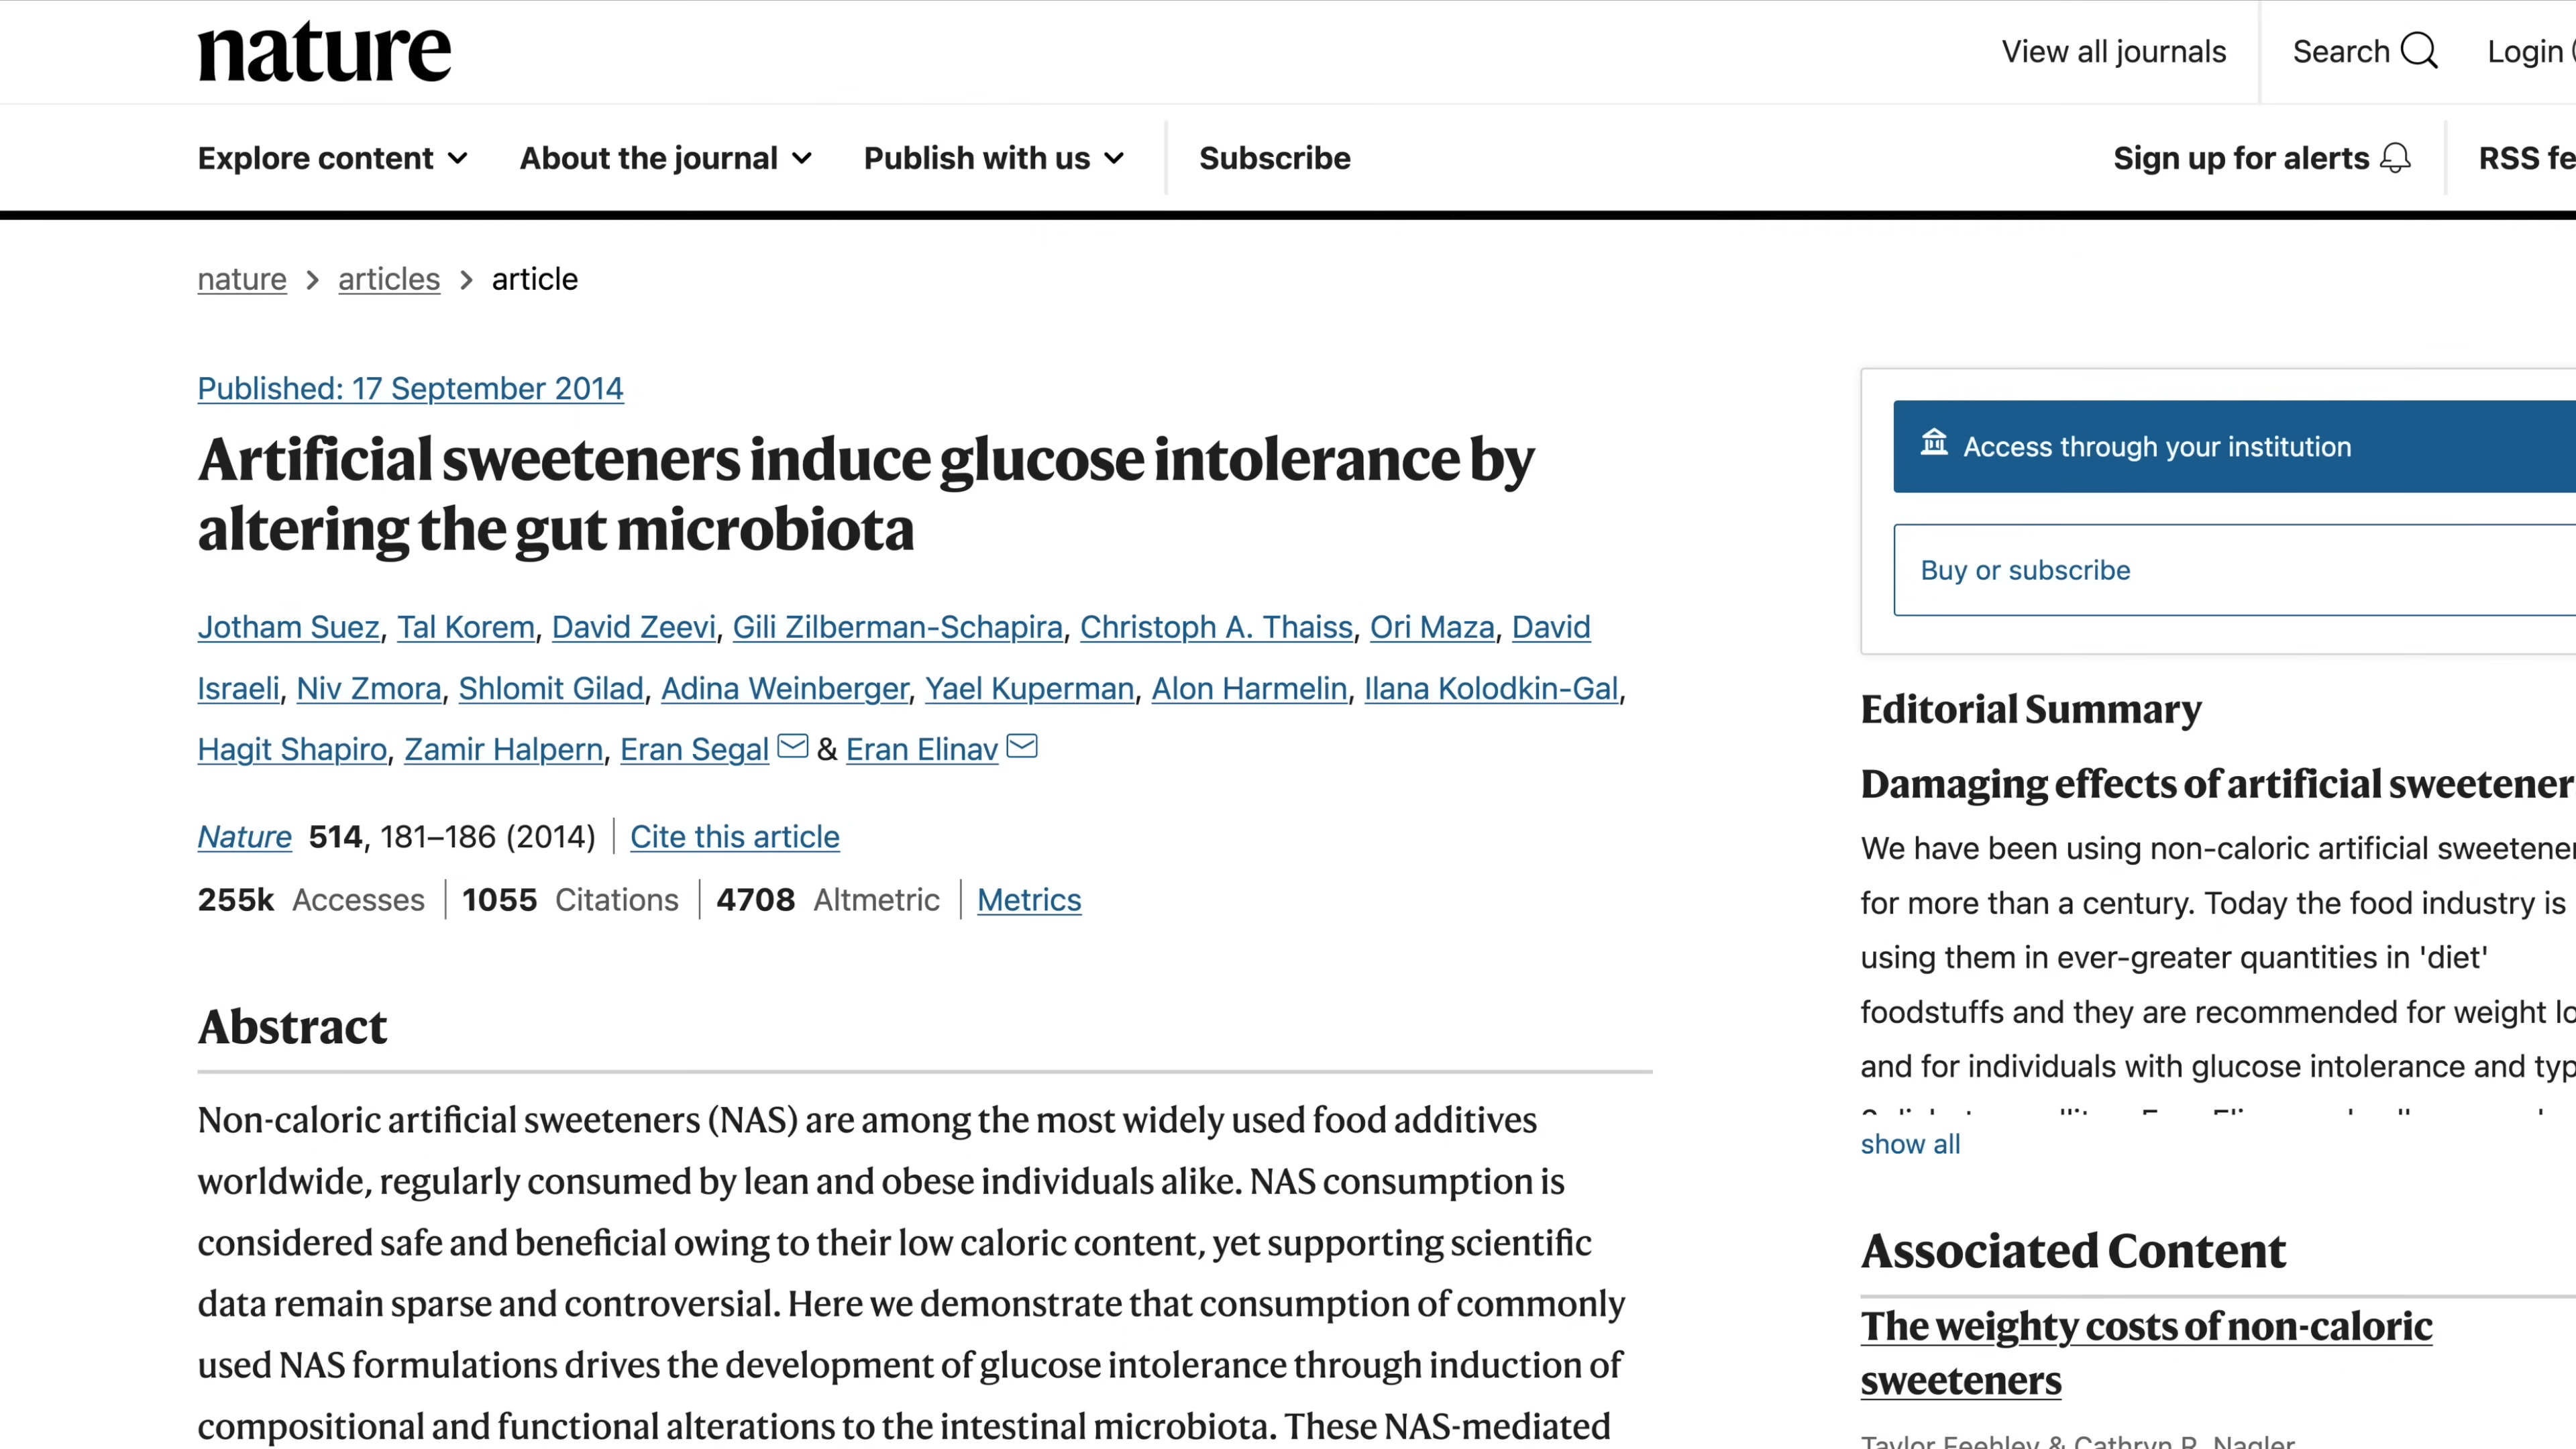 nature
View all journals
Search
Login
Explore content
About the journal
Publish with us
Subscribe
Sign up for alerts
RSS
nature > articles > article
Published: 17 September 2014
Artificial sweeteners induce glucose intolerance by
altering the gut microbiota
Jotham Suez, Tal Korem, David Zeevi, Gili Zilberman-Schapira, Christoph A. Thaiss, Ori Maza, David
Israeli, Niv Zmora, Shlomit Gilad, Adina Weinberger, Yael Kuperman, Alon Harmelin, Ilana Kolodkin-Gal,
Hagit Shapiro, Zamir Halpern, Eran Segal & Eran Elinav
Nature 514, 181–186 (2014) | Cite this article
255k Accesses | 1055 Citations | 4708 Altmetric | Metrics
Abstract
Non-caloric artificial sweeteners (NAS) are among the most widely used food additives
worldwide, regularly consumed by lean and obese individuals alike. NAS consumption is
considered safe and beneficial owing to their low caloric content, yet supporting scientific
data remain sparse and controversial. Here we demonstrate that consumption of commonly
used NAS formulations drives the development of glucose intolerance through induction of
compositional and functional alterations to the intestinal microbiota. These NAS-mediated
Access through your institution
Buy or subscribe
Editorial Summary
Damaging effects of artificial sweetener
We have been using non-caloric artificial sweetene
for more than a century. Today the food industry is
using them in ever-greater quantities in 'diet'
foodstuffs and they are recommended for weight lo
and for individuals with glucose intolerance and typ
show all
Associated Content
The weighty costs of non-caloric
sweeteners
Taylor Feehley & Cathryn R. Nagler